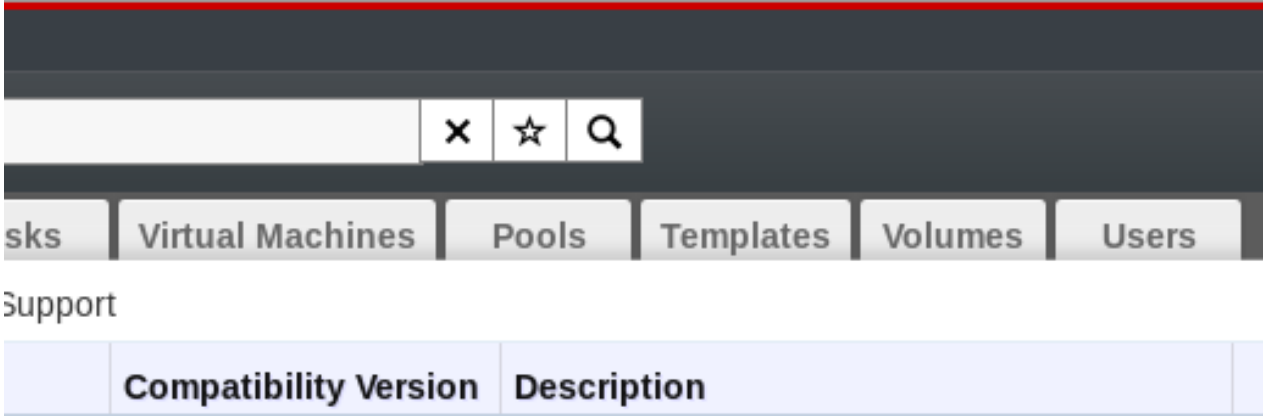 sks Virtual Machines Pools Templates Volumes Users
Support
Compatibility Version Description